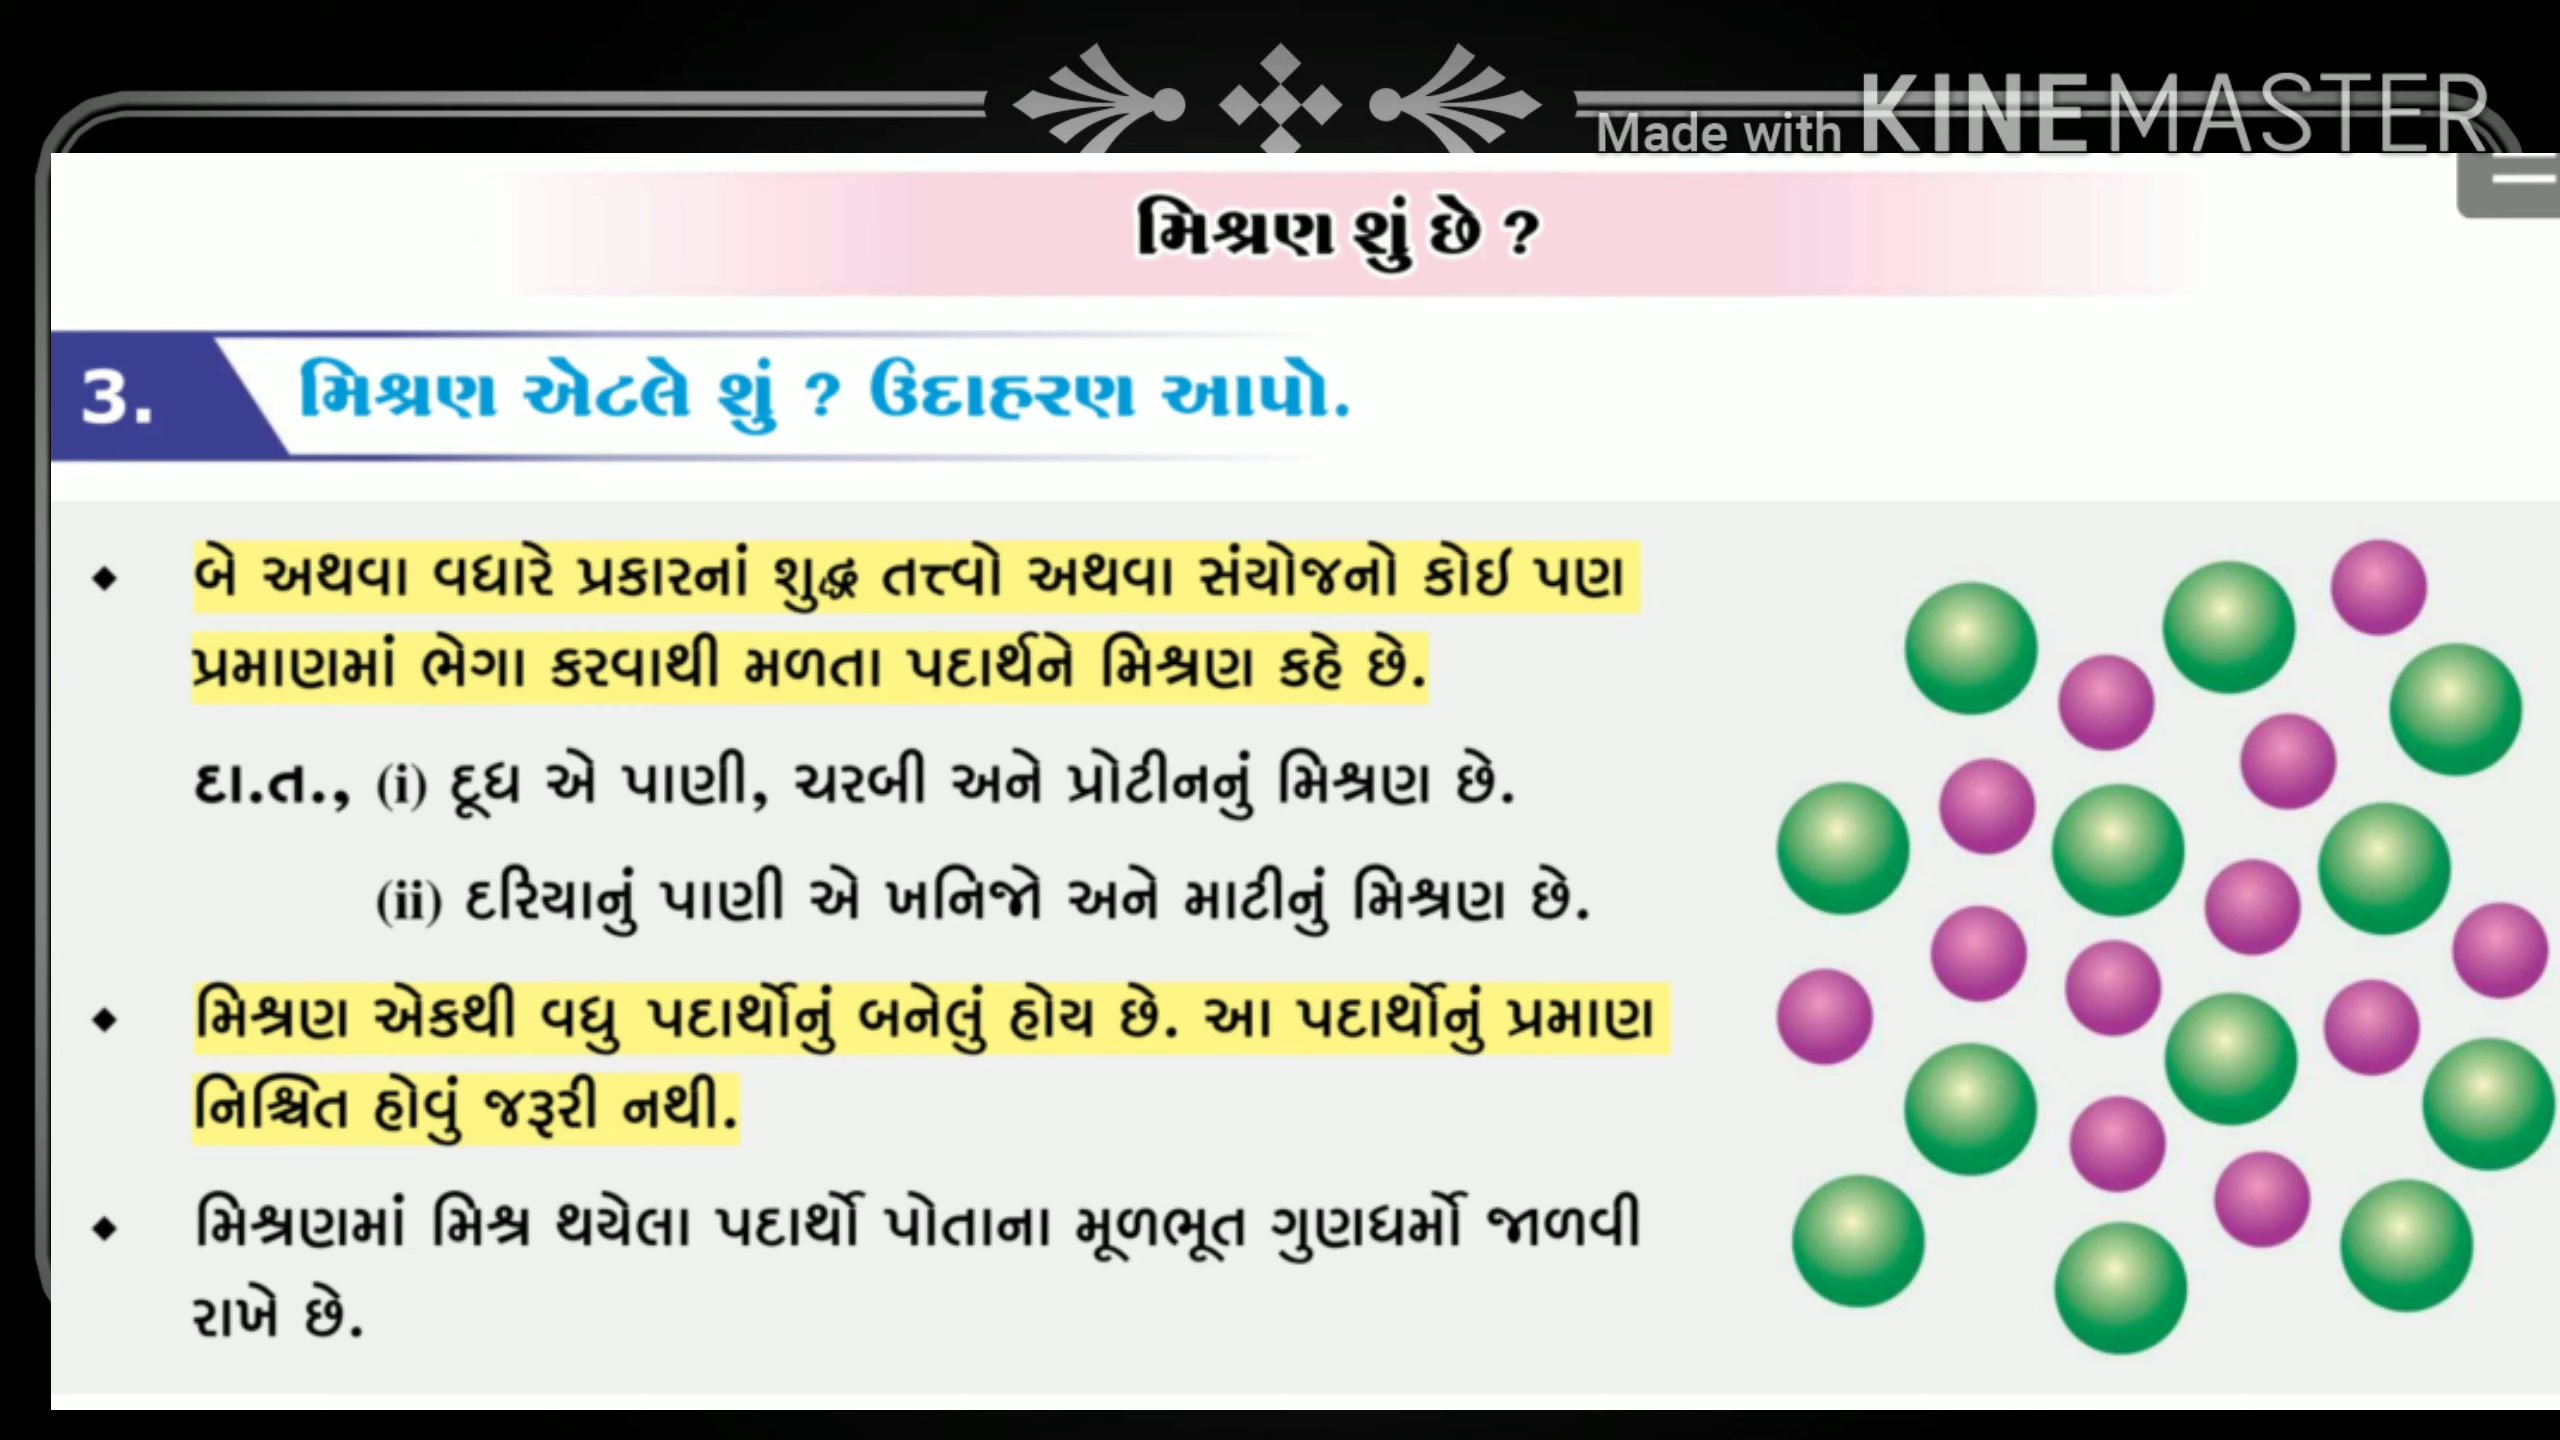 Made with KINEMASTER
મિશ્રણ શું છે ?
3. મિશ્રણ એટલે શું ? ઉદાહરણ આપો.
◆ બે અથવા વધારે પ્રકારનાં શુદ્ધ તત્ત્વો અથવા સંયોજનો કોઈ પણ
પ્રમાણમાં ભેગા કરવાથી મળતા પદાર્થને મિશ્રણ કહે છે.
દા.ત., (i) દૂધ એ પાણી, ચરબી અને પ્રોટીનનું મિશ્રણ છે.
(ii) દરિયાનું પાણી એ ખનિજો અને માટીનું મિશ્રણ છે.
◆ મિશ્રણ એકથી વધુ પદાર્થોનું બનેલું હોય છે. આ પદાર્થોનું પ્રમાણ
નિશ્ચિત હોવું જરૂરી નથી.
◆ મિશ્રણમાં મિશ્ર થયેલા પદાર્થો પોતાના મૂળભૂત ગુણધર્મો જાળવી
રાખે છે.